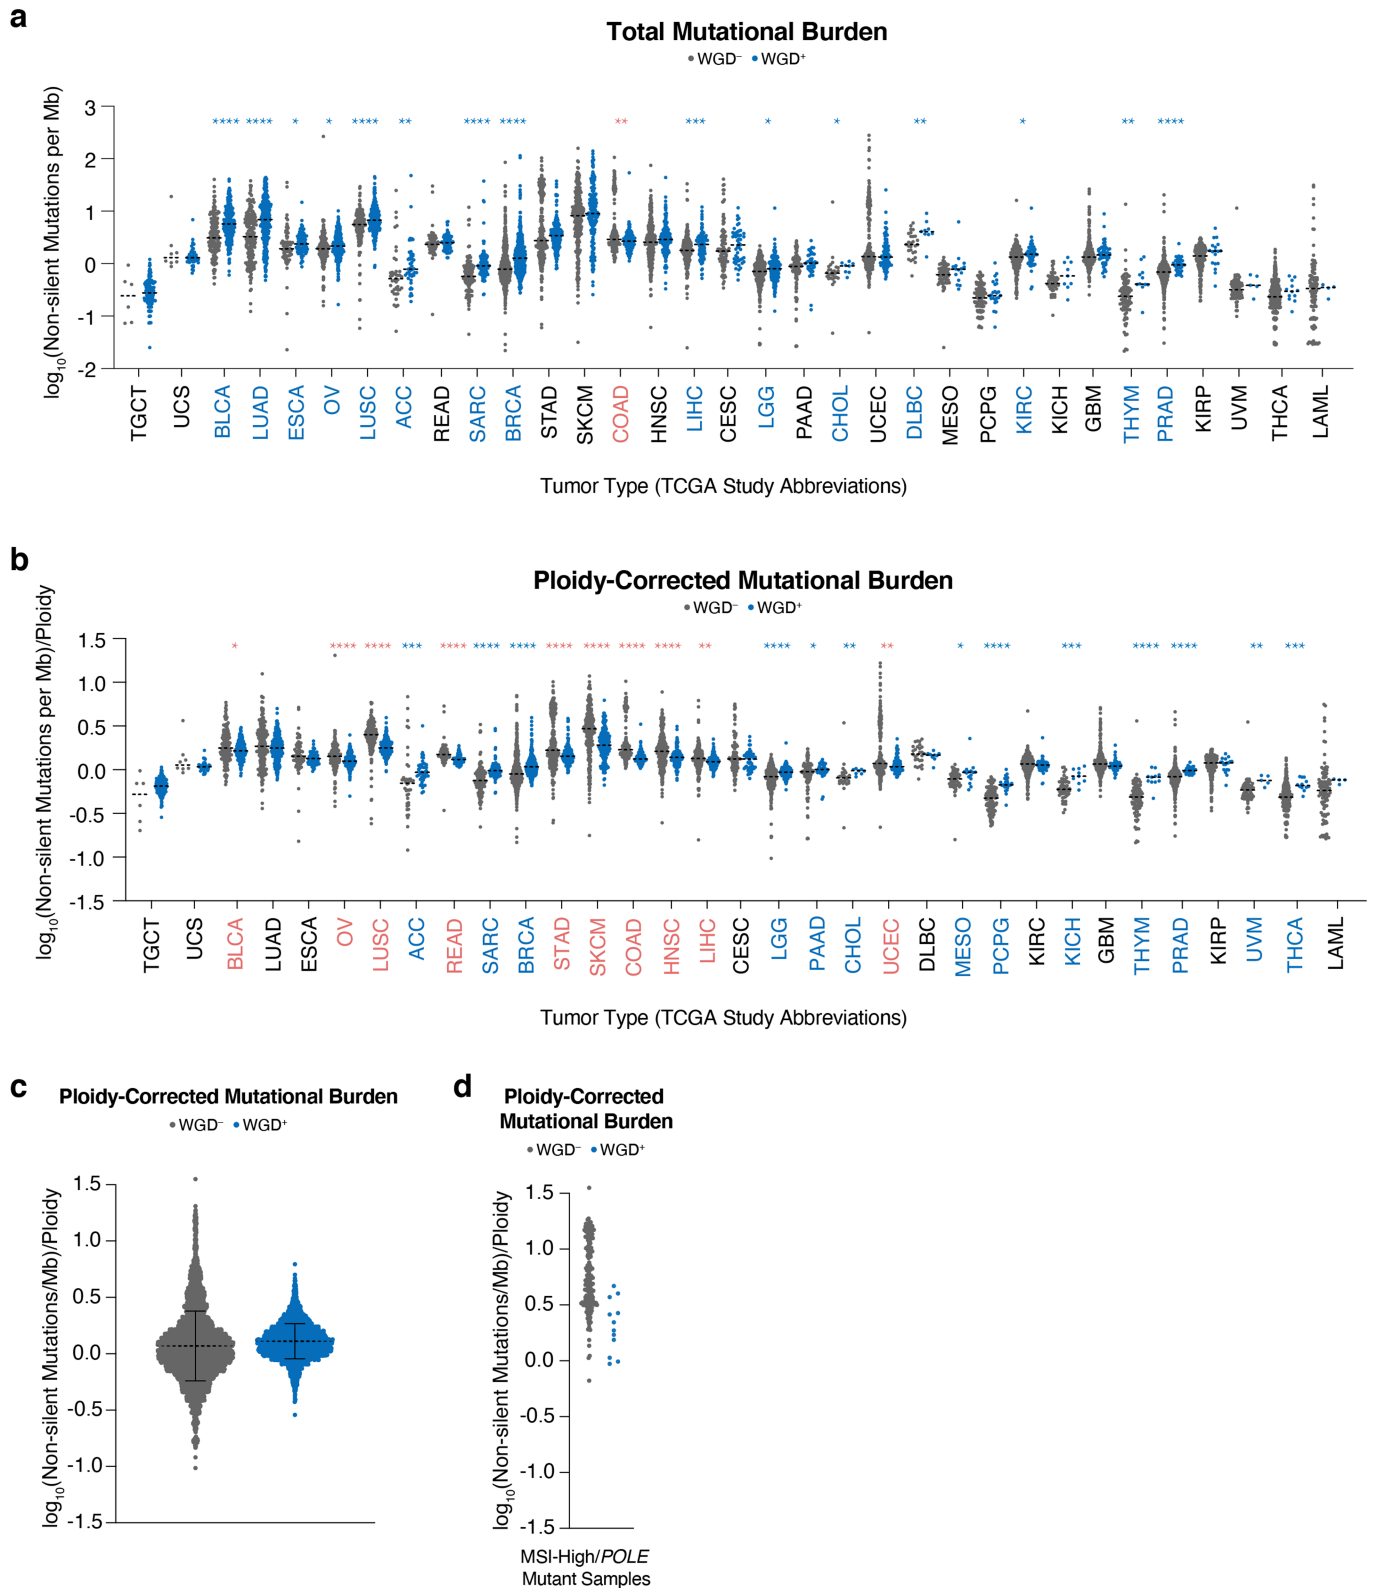 a
Total Mutational Burden
WGD⁻ WGD⁺
log₁₀(Non-silent Mutations per Mb)
3
2
1
0
-1
-2
**** **** * * **** ** **** **** ** *** * * ** * ** ****
TGCT UCS BLCA LUAD ESCA OV LUSC ACC READ SARC BRCA STAD SKCM COAD HNSC LIHC CESC LGG PAAD CHOL UCEC DLBC MESO PCPG KIRC KICH GBM THYM PRAD KIRP UVM THCA LAML
Tumor Type (TCGA Study Abbreviations)
b
Ploidy-Corrected Mutational Burden
WGD⁻ WGD⁺
log₁₀(Non-silent Mutations per Mb)/Ploidy
1.5
1.0
0.5
0.0
-0.5
-1.0
-1.5
* **** **** *** **** **** **** **** **** **** **** ** **** * ** ** * **** *** **** **** ** ***
TGCT UCS BLCA LUAD ESCA OV LUSC ACC READ SARC BRCA STAD SKCM COAD HNSC LIHC CESC LGG PAAD CHOL UCEC DLBC MESO PCPG KIRC KICH GBM THYM PRAD KIRP UVM THCA LAML
Tumor Type (TCGA Study Abbreviations)
c
Ploidy-Corrected Mutational Burden
WGD⁻ WGD⁺
log₁₀(Non-silent Mutations/Mb)/Ploidy
1.5
1.0
0.5
0.0
-0.5
-1.0
-1.5
d
Ploidy-Corrected
Mutational Burden
WGD⁻ WGD⁺
log₁₀(Non-silent Mutations/Mb)/Ploidy
1.5
1.0
0.5
0.0
-0.5
-1.0
-1.5
MSI-High/POLE
Mutant Samples